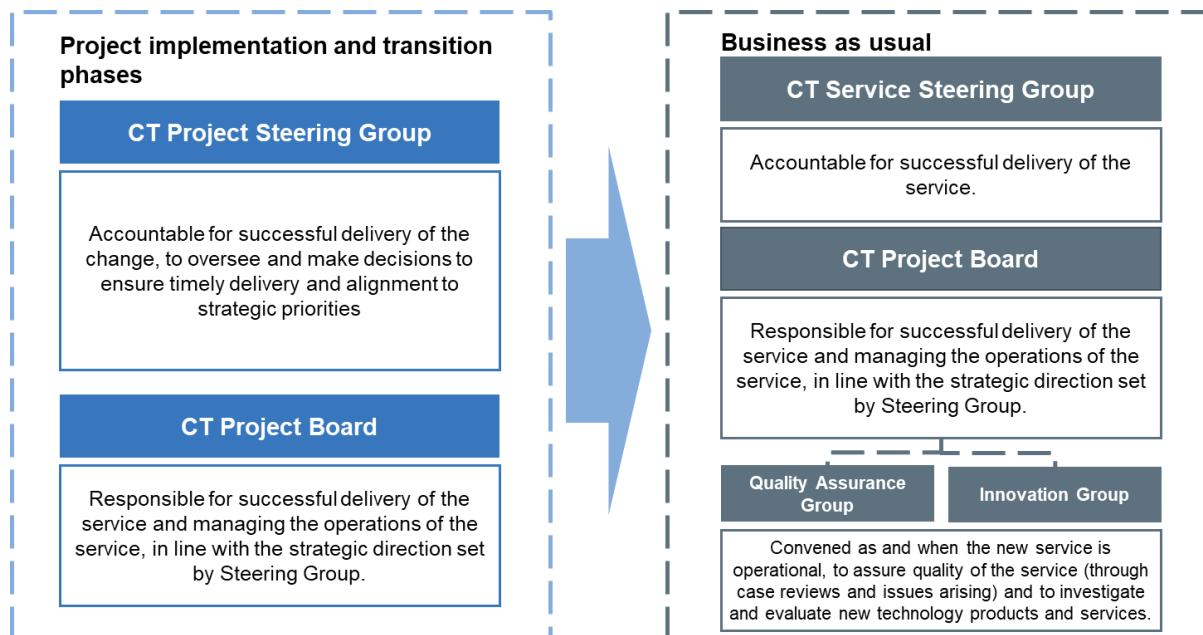 Project implementation and transition
phases
CT Project Steering Group
Accountable for successful delivery of the
change, to oversee and make decisions to
ensure timely delivery and alignment to
strategic priorities
CT Project Board
Responsible for successful delivery of the
service and managing the operations of the
service, in line with the strategic direction set
by Steering Group.
Business as usual
CT Service Steering Group
Accountable for successful delivery of the
service.
CT Project Board
Responsible for successful delivery of the
service and managing the operations of the
service, in line with the strategic direction set
by Steering Group.
Quality Assurance
Group
Innovation Group
Convened as and when the new service is
operational, to assure quality of the service (through
case reviews and issues arising) and to investigate
and evaluate new technology products and services.